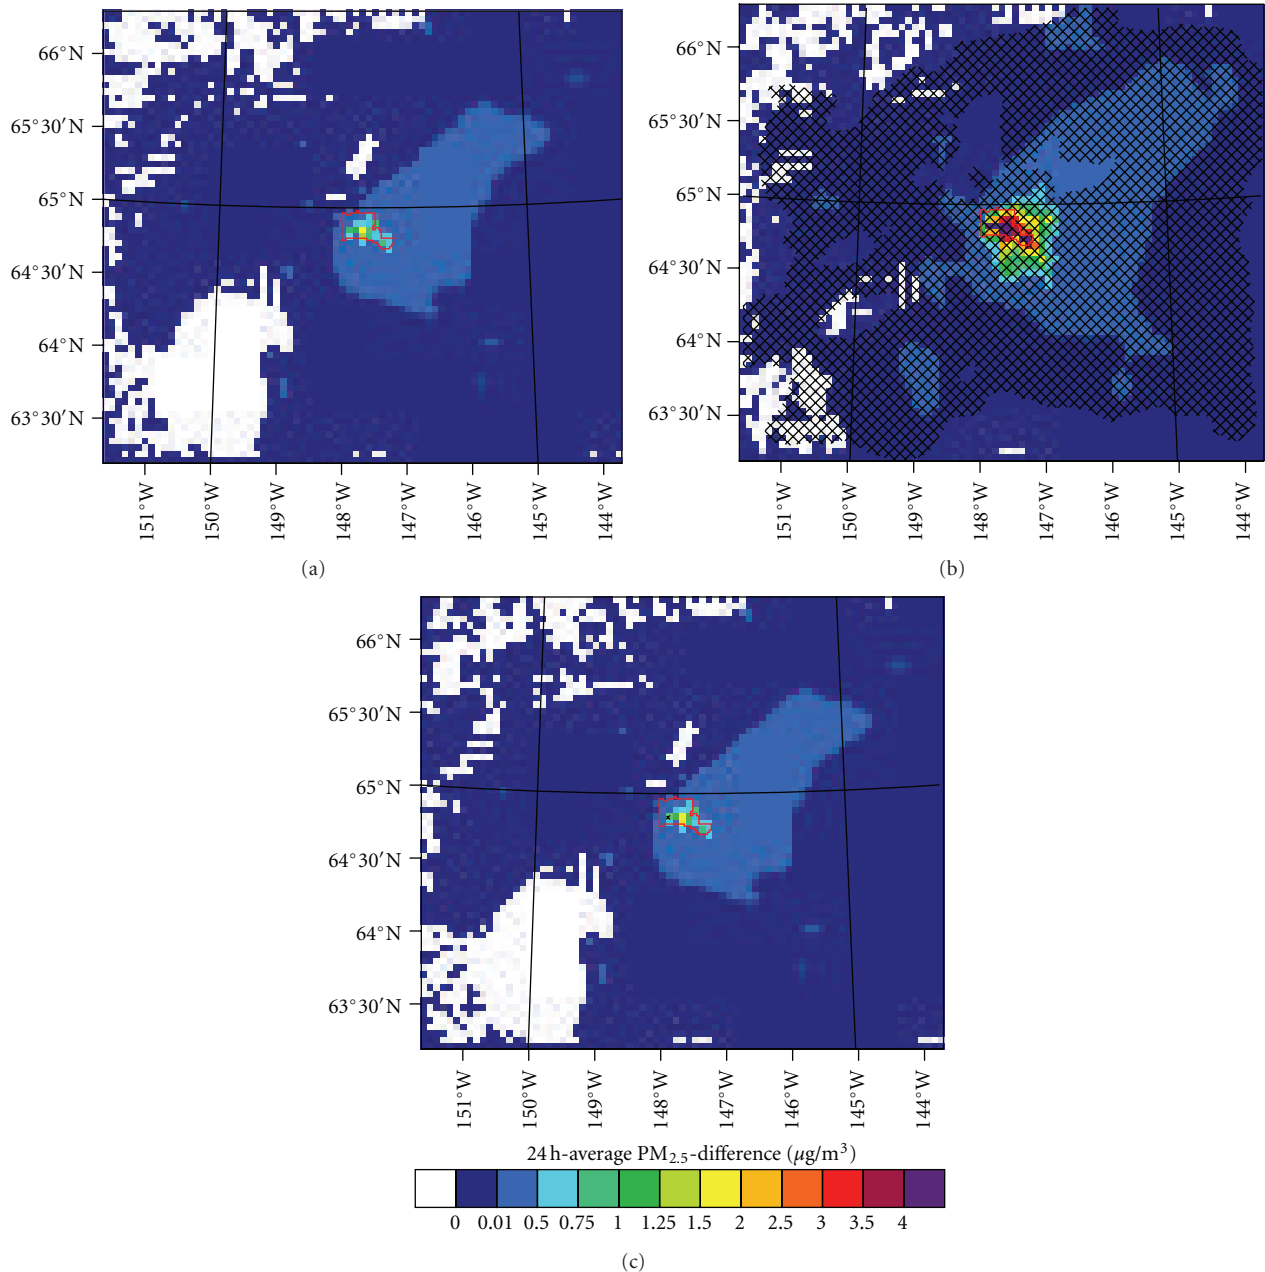 66°N
65°30′N
65°N
64°30′N
64°N
63°30′N
151°W
150°W
149°W
148°W
147°W
146°W
145°W
144°W
(a)
66°N
65°30′N
65°N
64°30′N
64°N
63°30′N
151°W
150°W
149°W
148°W
147°W
146°W
145°W
144°W
(b)
66°N
65°30′N
65°N
64°30′N
64°N
63°30′N
151°W
150°W
149°W
148°W
147°W
146°W
145°W
144°W
24 h-average PM2.5-difference (μg/m³)
0 0.01 0.5 0.75 1 1.25 1.5 2 2.5 3 3.5 4
(c)